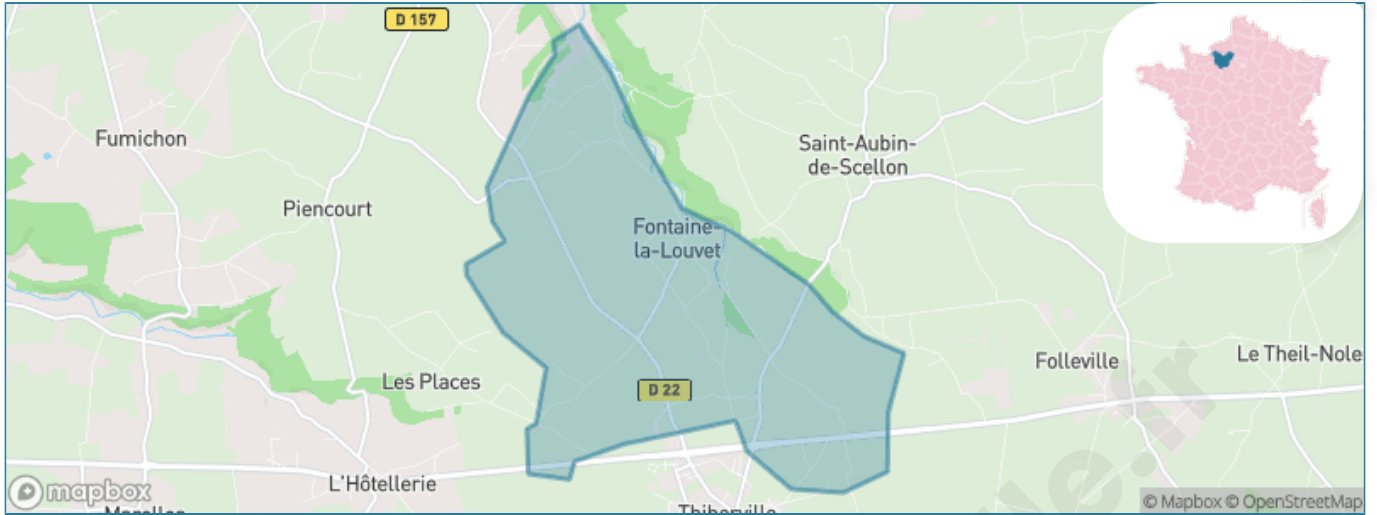 D 157
Fumichon
Saint-Aubin-
de-Scellon
Piencourt
Fontaine-
la-Louvet
Folleville
Le Theil-Nole
Les Places
D 22
L'Hôtellerie
mapbox
© Mapbox © OpenStreetMap
Thiberville